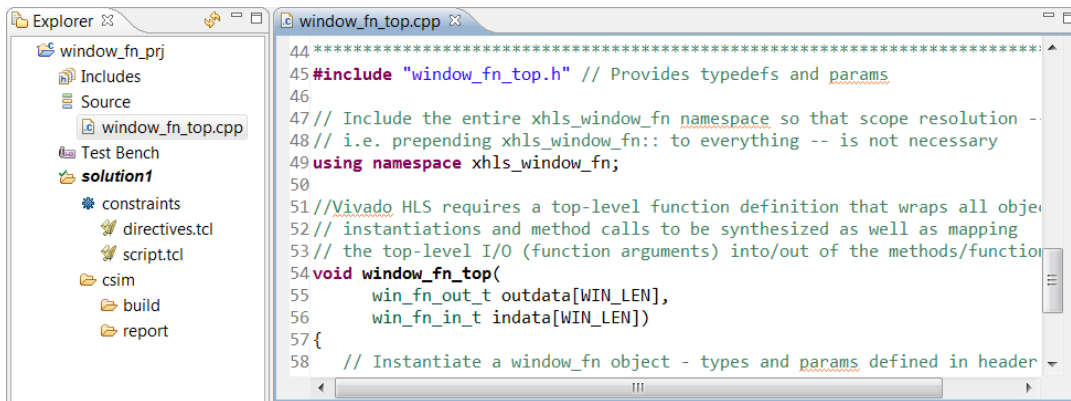 Explorer
window_fn_prj
Includes
Source
window_fn_top.cpp
Test Bench
solution1
constraints
directives.tcl
script.tcl
csim
build
report
window_fn_top.cpp
44 ****************************************************************************
45 #include "window_fn_top.h" // Provides typedefs and params
46
47 // Include the entire xhls_window_fn namespace so that scope resolution --
48 // i.e. prepending xhls_window_fn:: to everything -- is not necessary
49 using namespace xhls_window_fn;
50
51 //Vivado HLS requires a top-level function definition that wraps all obje
52 // instantiations and method calls to be synthesized as well as mapping
53 // the top-level I/O (function arguments) into/out of the methods/function
54 void window_fn_top(
55 win_fn_out_t outdata[WIN_LEN],
56 win_fn_in_t indata[WIN_LEN])
57 {
58 // Instantiate a window_fn object - types and params defined in header